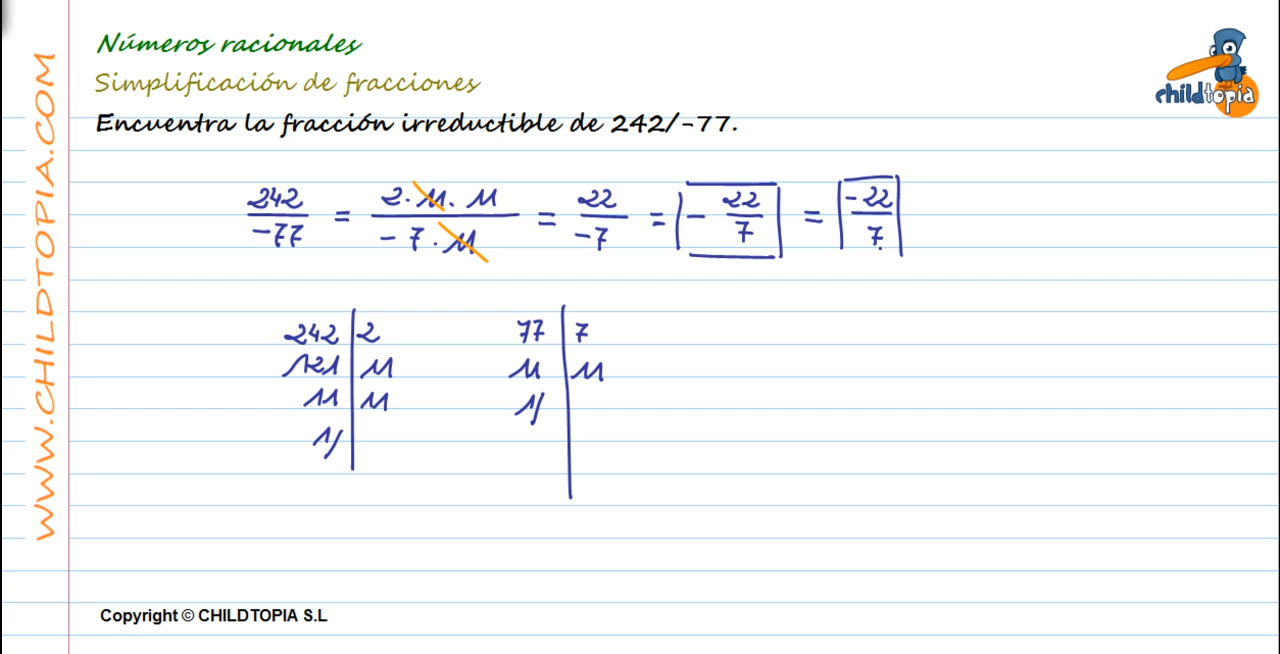 Números racionales
Simplificación de fracciones
Encuentra la fracción irreductible de 242/-77.
childtopia
WWW.CHILDTOPIA.COM
242/-77 = 2·11·11/-7·11 = 22/-7 = -22/7 = -22/7
242 | 2    77 | 7
121 | 11    11 | 11
11 | 11    1/
1/
Copyright © CHILDTOPIA S.L